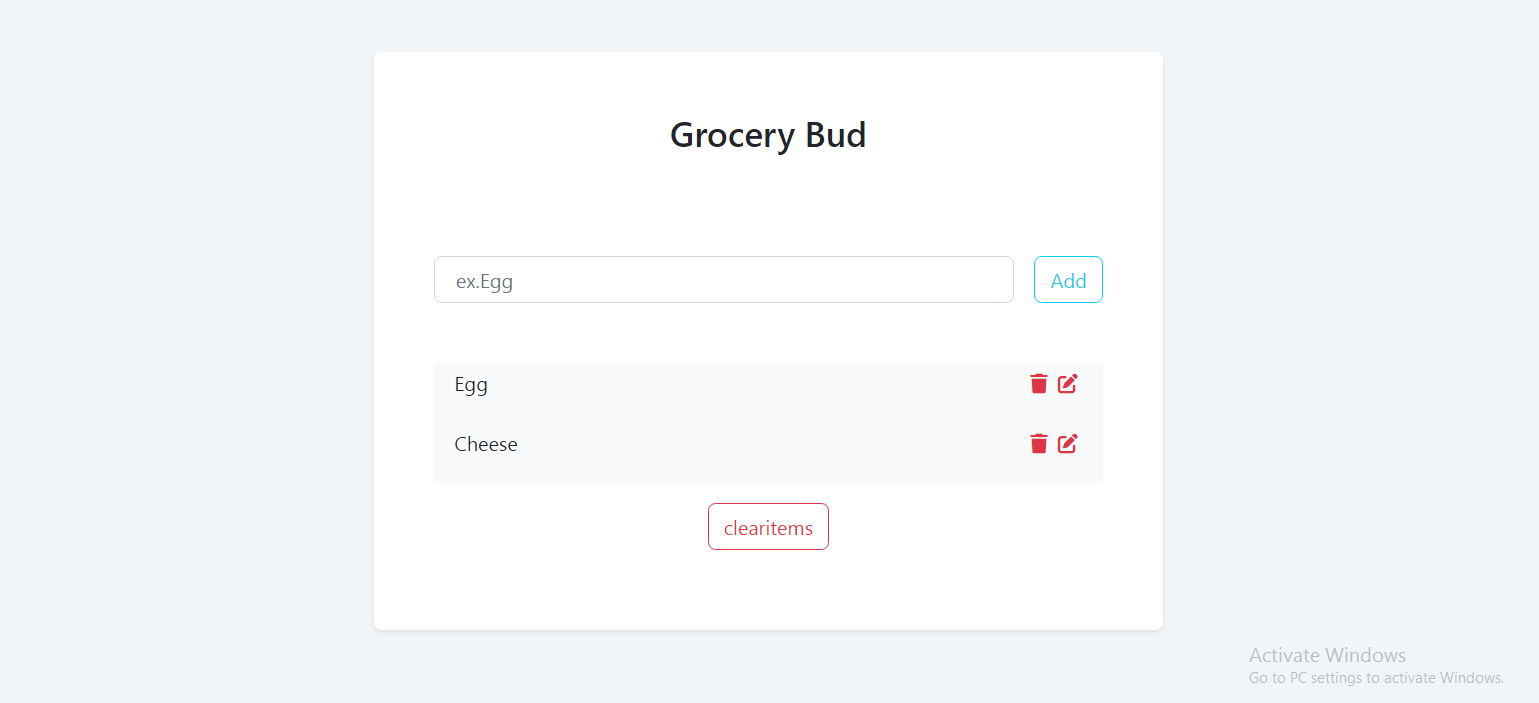 Grocery Bud
ex.Egg
Add
Egg
Cheese
clearitems
Activate Windows
Go to PC settings to activate Windows.